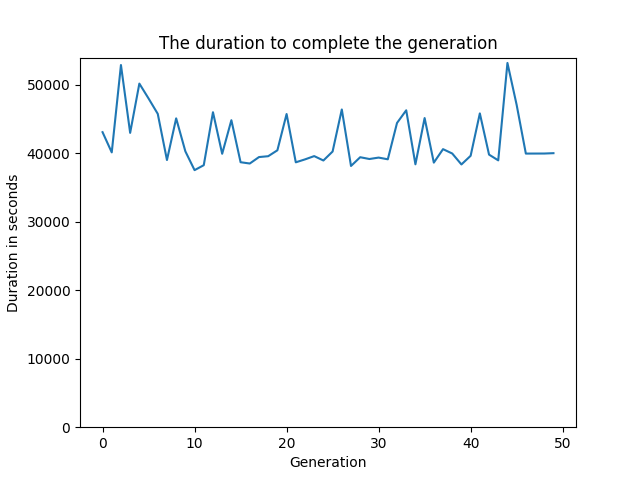 The duration to complete the generation
50000
40000
30000
20000
10000
0
Duration in seconds
0 10 20 30 40 50
Generation